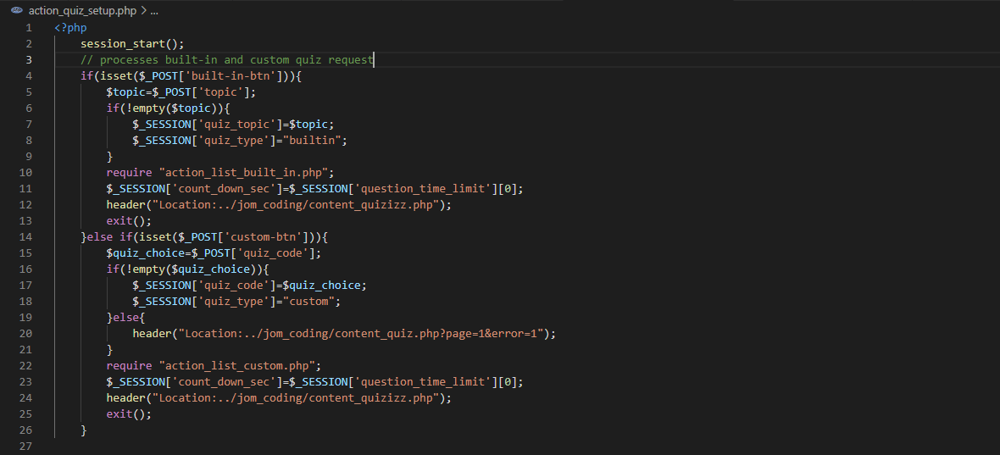 action_quiz_setup.php > ...
1 <?php
2 session_start();
3 // processes built-in and custom quiz request
4 if(isset($_POST['built-in-btn'])){
5 $topic=$_POST['topic'];
6 if(!empty($topic)){
7 $_SESSION['quiz_topic']=$topic;
8 $_SESSION['quiz_type']="builtin";
9 }
10 require "action_list_built_in.php";
11 $_SESSION['count_down_sec']=$_SESSION['question_time_limit'][0];
12 header("Location:../jom_coding/content_quizizz.php");
13 exit();
14 }else if(isset($_POST['custom-btn'])){
15 $quiz_choice=$_POST['quiz_code'];
16 if(!empty($quiz_choice)){
17 $_SESSION['quiz_code']=$quiz_choice;
18 $_SESSION['quiz_type']="custom";
19 }else{
20 header("Location:../jom_coding/content_quiz.php?page=1&error=1");
21 }
22 require "action_list_custom.php";
23 $_SESSION['count_down_sec']=$_SESSION['question_time_limit'][0];
24 header("Location:../jom_coding/content_quizizz.php");
25 exit();
26 }
27